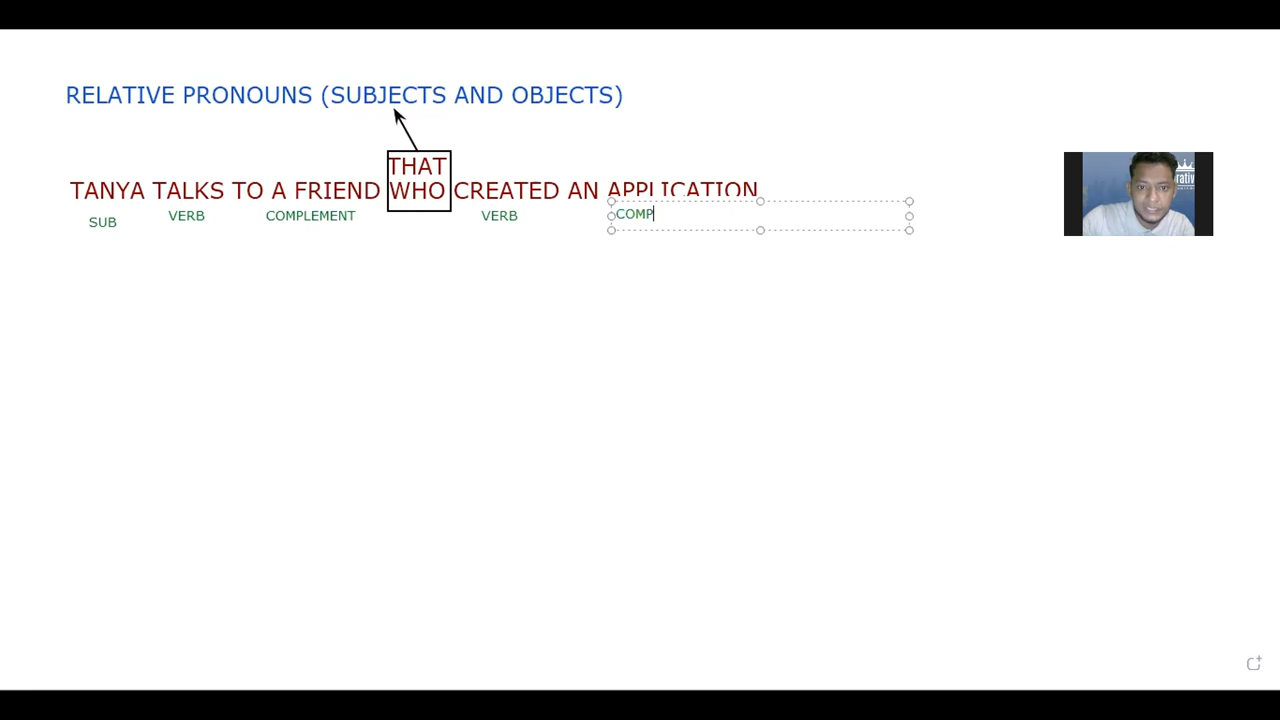 RELATIVE PRONOUNS (SUBJECTS AND OBJECTS)
THAT
TANYA TALKS TO A FRIEND WHO CREATED AN APPLICATION
SUB VERB COMPLEMENT VERB COMP